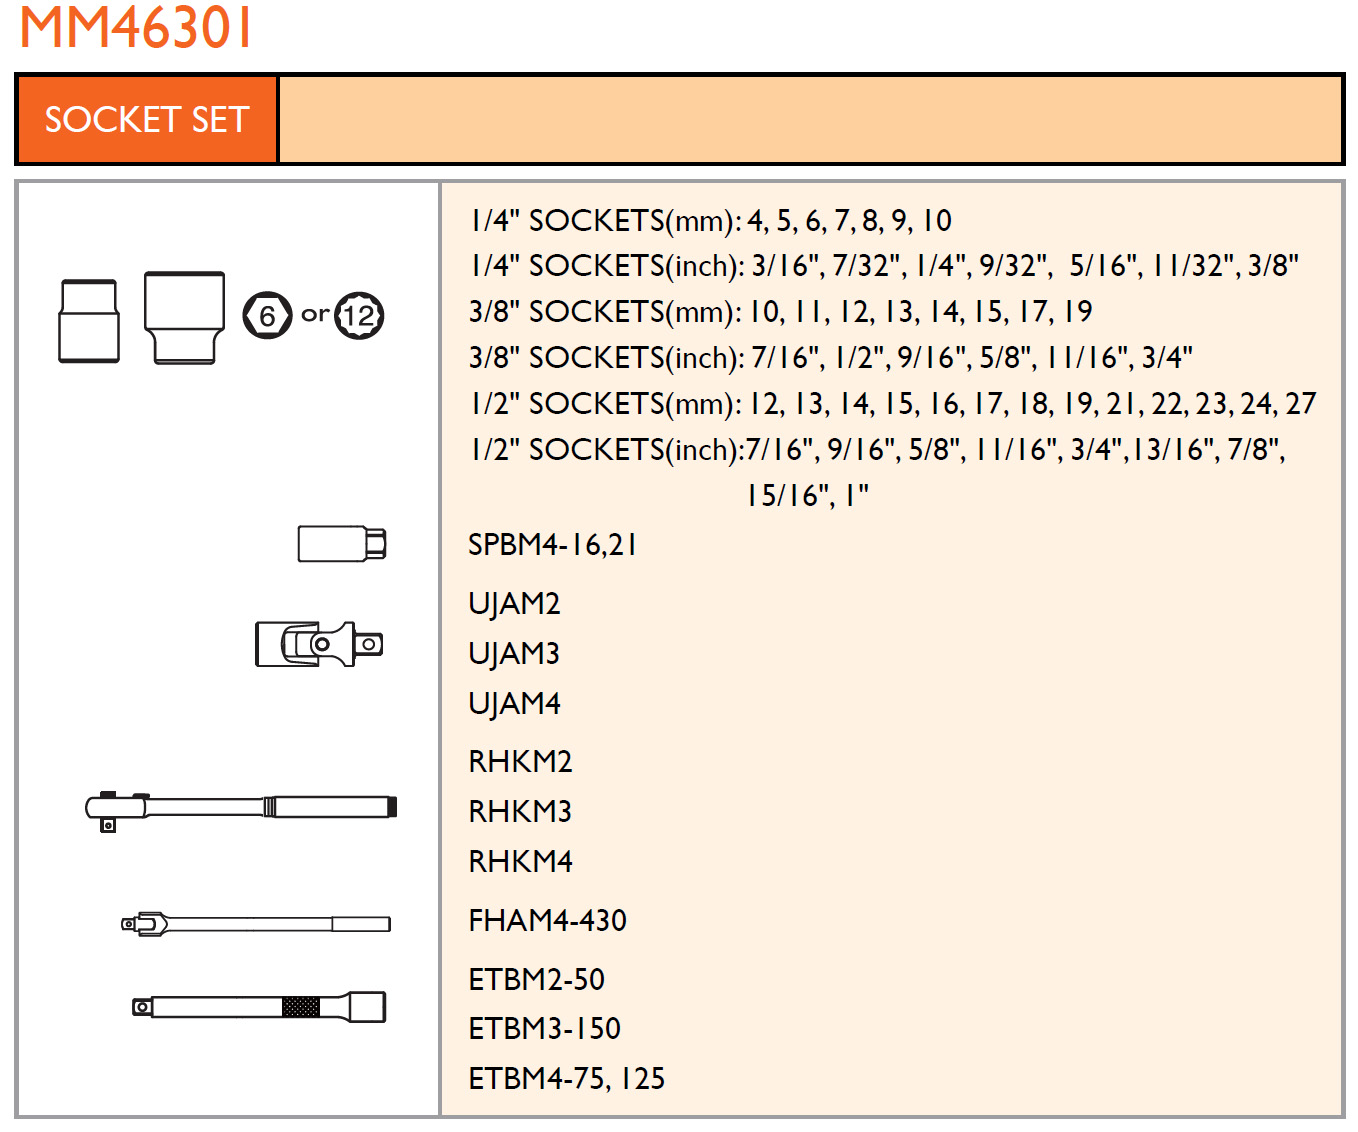 MM46301
SOCKET SET
1/4" SOCKETS(mm): 4, 5, 6, 7, 8, 9, 10
1/4" SOCKETS(inch): 3/16", 7/32", 1/4", 9/32", 5/16", 11/32", 3/8"
6 or 12
3/8" SOCKETS(mm): 10, 11, 12, 13, 14, 15, 17, 19
3/8" SOCKETS(inch): 7/16", 1/2", 9/16", 5/8", 11/16", 3/4"
1/2" SOCKETS(mm): 12, 13, 14, 15, 16, 17, 18, 19, 21, 22, 23, 24, 27
1/2" SOCKETS(inch):7/16", 9/16", 5/8", 11/16", 3/4",13/16", 7/8",
15/16", 1"
SPBM4-16,21
UJAM2
UJAM3
UJAM4
RHKM2
RHKM3
RHKM4
FHAM4-430
ETBM2-50
ETBM3-150
ETBM4-75, 125